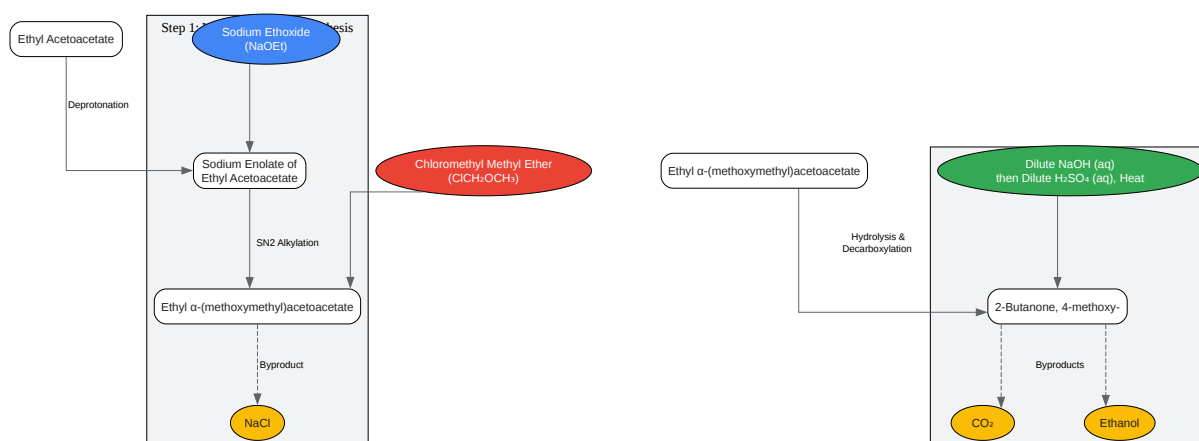 Ethyl Acetoacetate
Step 1:
hesis
Sodium Ethoxide
(NaOEt)
Deprotonation
Sodium Enolate of
Ethyl Acetoacetate
Chloromethyl Methyl Ether
(ClCH₂OCH₃)
SN2 Alkylation
Ethyl α-(methoxymethyl)acetoacetate
Byproduct
NaCl
Ethyl α-(methoxymethyl)acetoacetate
Dilute NaOH (aq)
then Dilute H₂SO₄ (aq), Heat
Hydrolysis &
Decarboxylation
2-Butanone, 4-methoxy-
Byproducts
CO₂
Ethanol